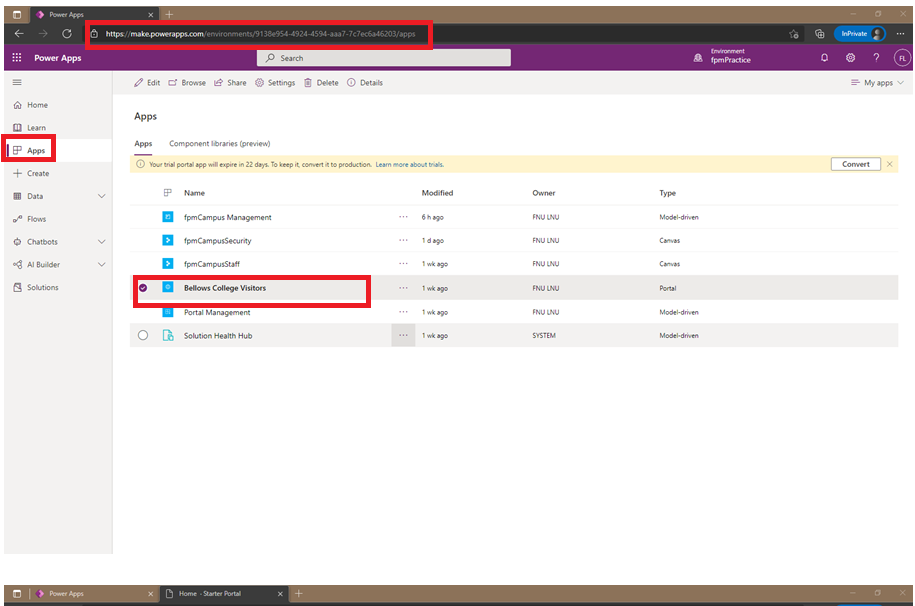 Power Apps
https://make.powerapps.com/environments/9138e954-4924-4594-aaa7-7c7ec6a46203/apps
InPrivate
Power Apps
Search
Environment
fpmPractice
FL
Edit Browse Share Settings Delete Details My apps
Home
Learn
Apps
Create
Data
Flows
Chatbots
AI Builder
Solutions
Apps
Apps Component libraries (preview)
Your trial portal app will expire in 22 days. To keep it, convert it to production. Learn more about trials. Convert
Name Modified Owner Type
fpmCampus Management ... 6 h ago FNU LNU Model-driven
fpmCampusSecurity ... 1 d ago FNU LNU Canvas
fpmCampusStaff ... 1 wk ago FNU LNU Canvas
Bellows College Visitors ... 1 wk ago FNU LNU Portal
Portal Management ... 1 wk ago FNU LNU Model-driven
Solution Health Hub ... 1 wk ago SYSTEM Model-driven
Power Apps Home - Starter Portal